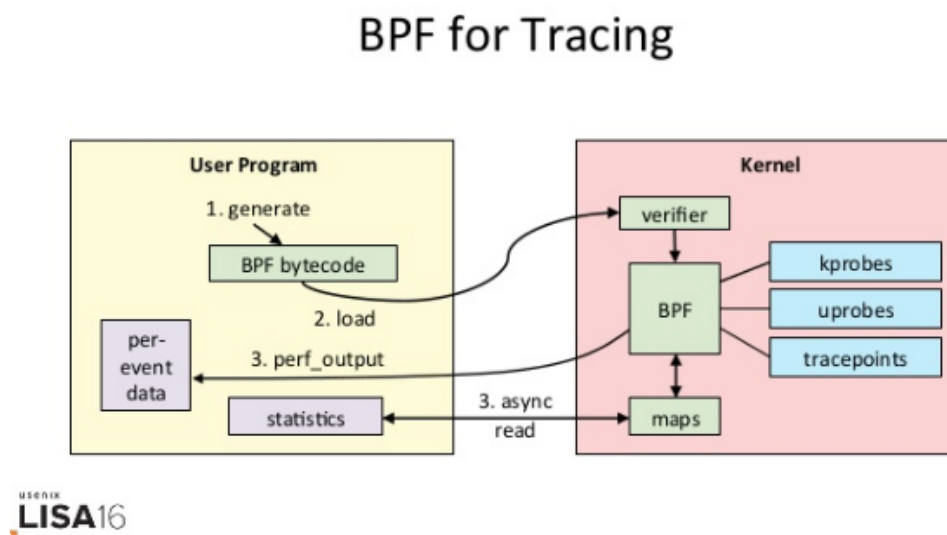 BPF for Tracing
User Program
1. generate
BPF bytecode
2. load
per-
event
data
3. perf_output
statistics
3. async
read
Kernel
verifier
BPF
kprobes
uprobes
tracepoints
maps
usenix
LISA16